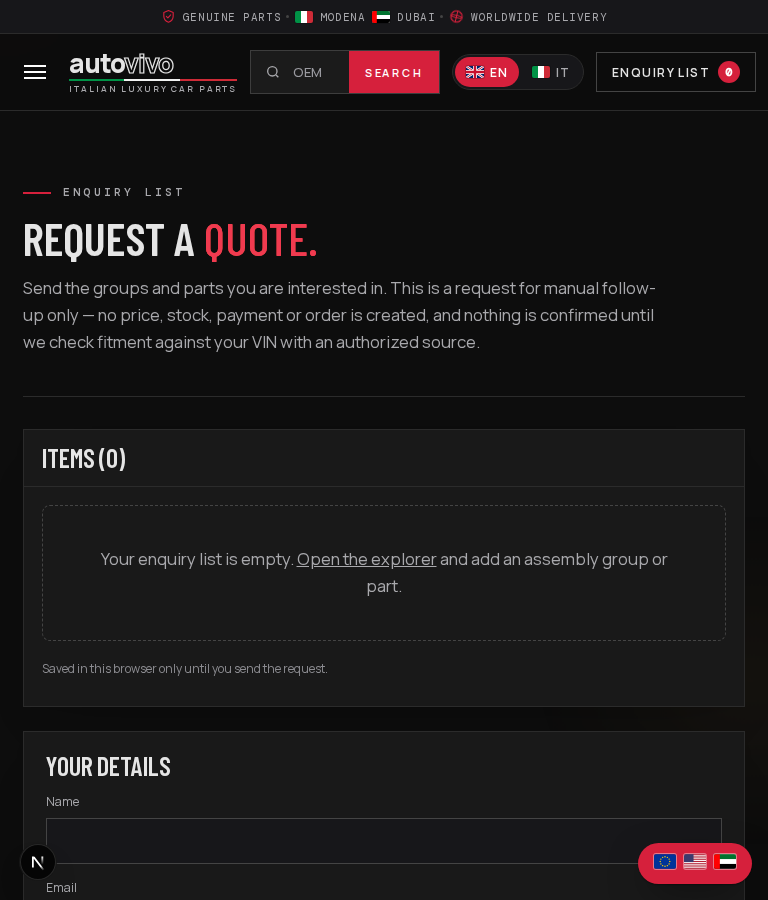 GENUINE PARTS • MODENA DUBAI • WORLDWIDE DELIVERY
autovivo
ITALIAN LUXURY CAR PARTS
OEM
SEARCH
EN
IT
ENQUIRY LIST 0
ENQUIRY LIST
REQUEST A QUOTE.
Send the groups and parts you are interested in. This is a request for manual follow-
up only — no price, stock, payment or order is created, and nothing is confirmed until
we check fitment against your VIN with an authorized source.
ITEMS (0)
Your enquiry list is empty. Open the explorer and add an assembly group or
part.
Saved in this browser only until you send the request.
YOUR DETAILS
Name
N
Email